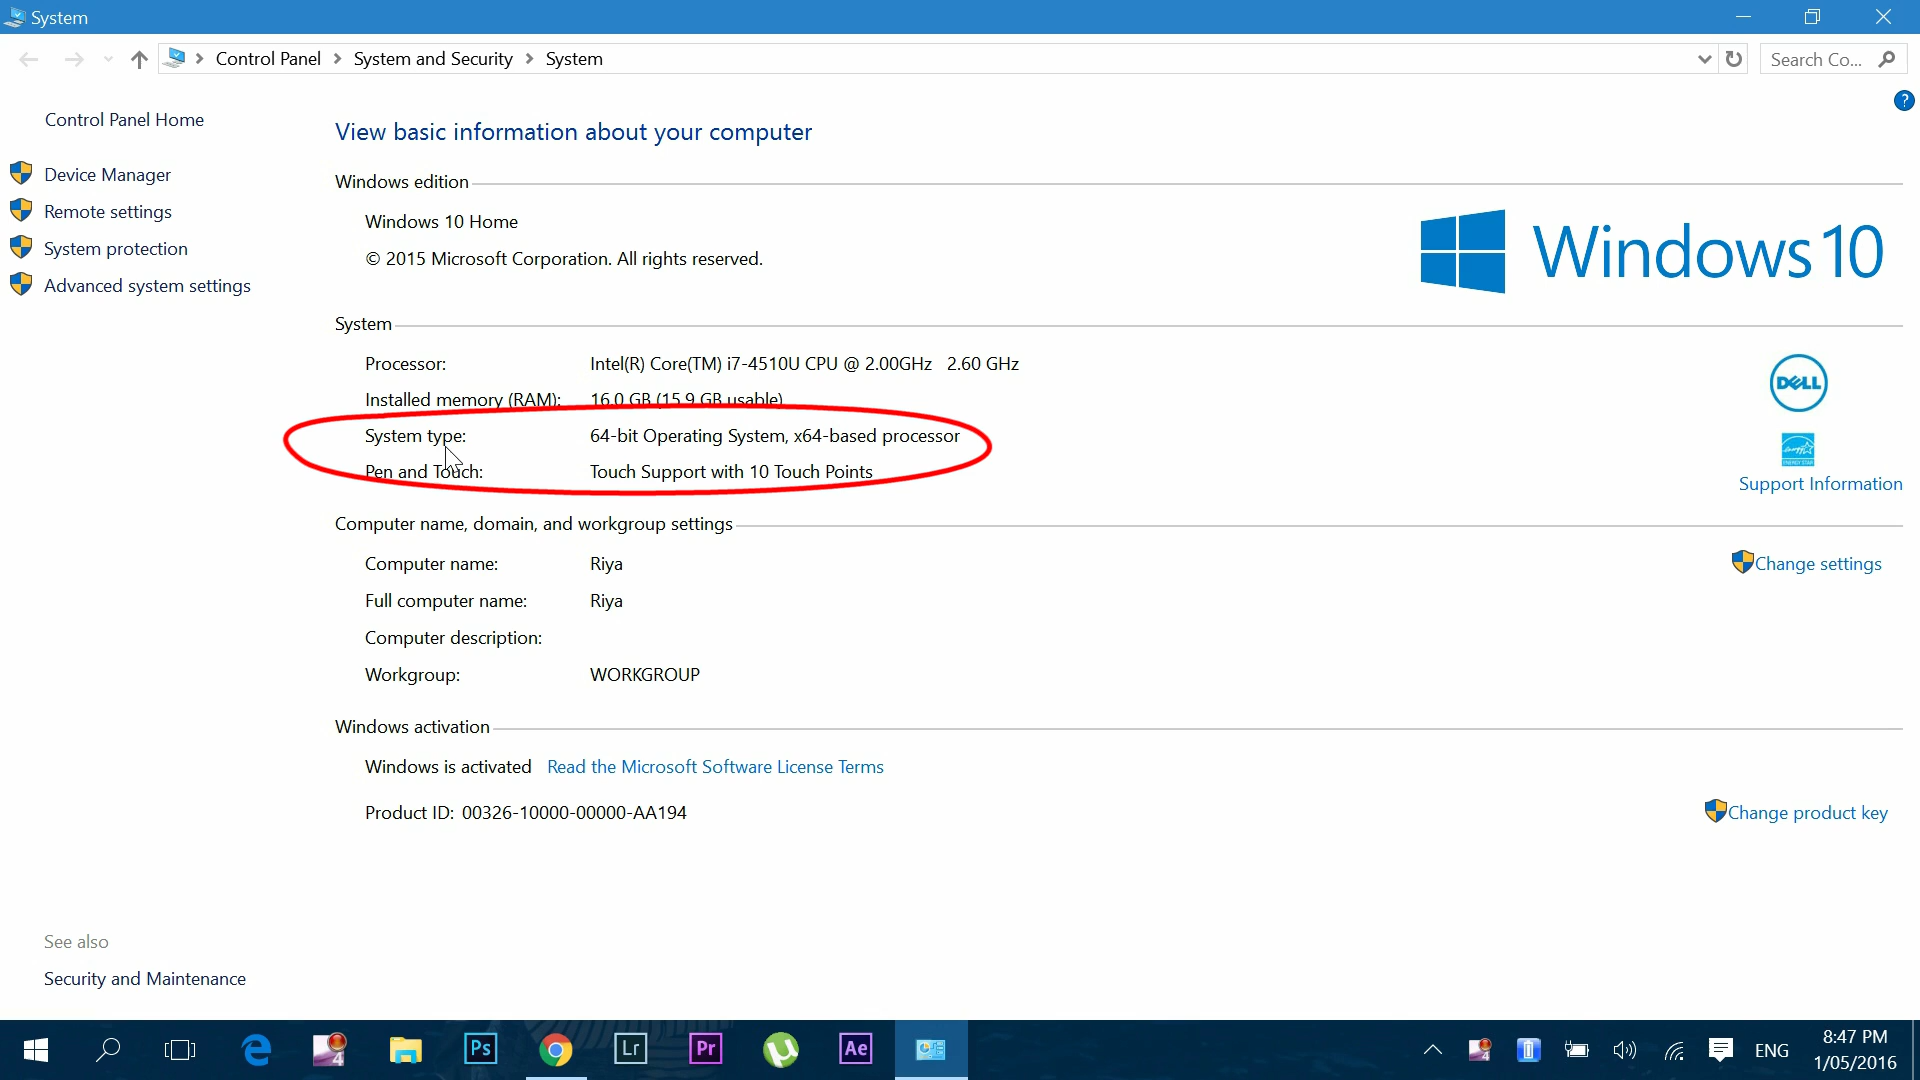 System
Control Panel > System and Security > System
Search Co...
?
Control Panel Home
Device Manager
Remote settings
System protection
Advanced system settings
View basic information about your computer
Windows edition
Windows 10 Home
© 2015 Microsoft Corporation. All rights reserved.
Windows 10
System
Processor: Intel(R) Core(TM) i7-4510U CPU @ 2.00GHz 2.60 GHz
Installed memory (RAM): 16.0 GB (15.9 GB usable)
System type: 64-bit Operating System, x64-based processor
Pen and Touch: Touch Support with 10 Touch Points
DELL
ENERGY STAR
Support Information
Computer name, domain, and workgroup settings
Computer name: Riya
Change settings
Full computer name: Riya
Computer description:
Workgroup: WORKGROUP
Windows activation
Windows is activated Read the Microsoft Software License Terms
Product ID: 00326-10000-00000-AA194
Change product key
See also
Security and Maintenance
4 Ps Lr Pr Ae 4 ENG
8:47 PM
1/05/2016